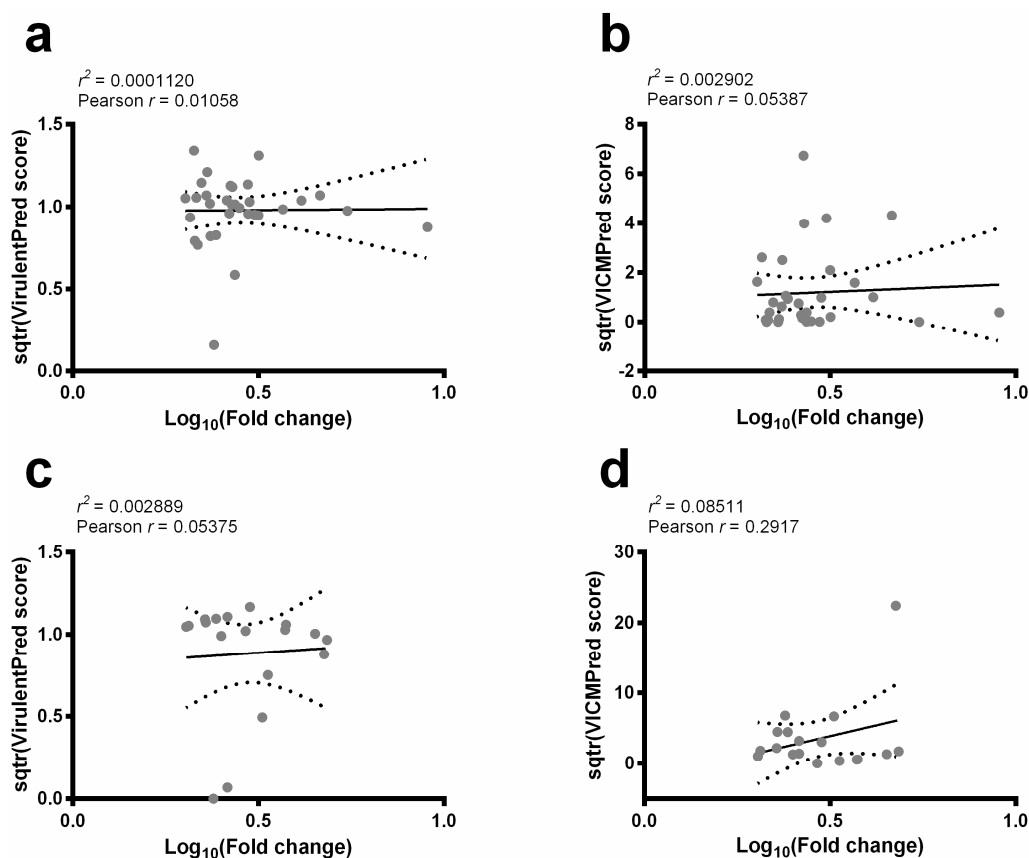 a
r² = 0.0001120
Pearson r = 0.01058
sqtr(VirulentPred score)
1.5
1.0
0.5
0.0
0.0 0.5 1.0
Log₁₀(Fold change)
b
r² = 0.002902
Pearson r = 0.05387
sqtr(VICMPred score)
8
6
4
2
0
-2
0.0 0.5 1.0
Log₁₀(Fold change)
c
r² = 0.002889
Pearson r = 0.05375
sqtr(VirulentPred score)
1.5
1.0
0.5
0.0
0.0 0.5 1.0
Log₁₀(Fold change)
d
r² = 0.08511
Pearson r = 0.2917
sqtr(VICMPred score)
30
20
10
0
0.0 0.5 1.0
Log₁₀(Fold change)